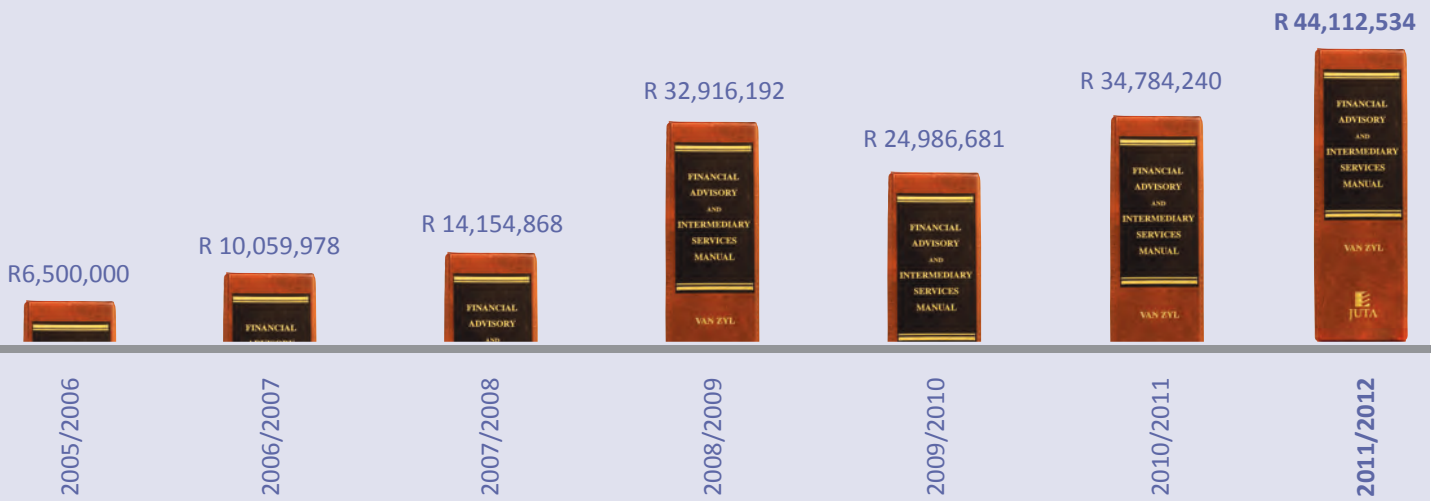 R6,500,000
R 10,059,978
R 14,154,868
R 32,916,192
R 24,986,681
R 34,784,240
R 44,112,534
FINANCIAL
FINANCIAL
ADVISORY
AND
FINANCIAL
ADVISORY
AND
INTERMEDIARY
SERVICES
MANUAL
VAN ZYL
FINANCIAL
ADVISORY
AND
INTERMEDIARY
SERVICES
MANUAL
FINANCIAL
ADVISORY
AND
INTERMEDIARY
SERVICES
MANUAL
VAN ZYL
FINANCIAL
ADVISORY
AND
INTERMEDIARY
SERVICES
MANUAL
VAN ZYL
JUTA
2005/2006
2006/2007
2007/2008
2008/2009
2009/2010
2010/2011
2011/2012